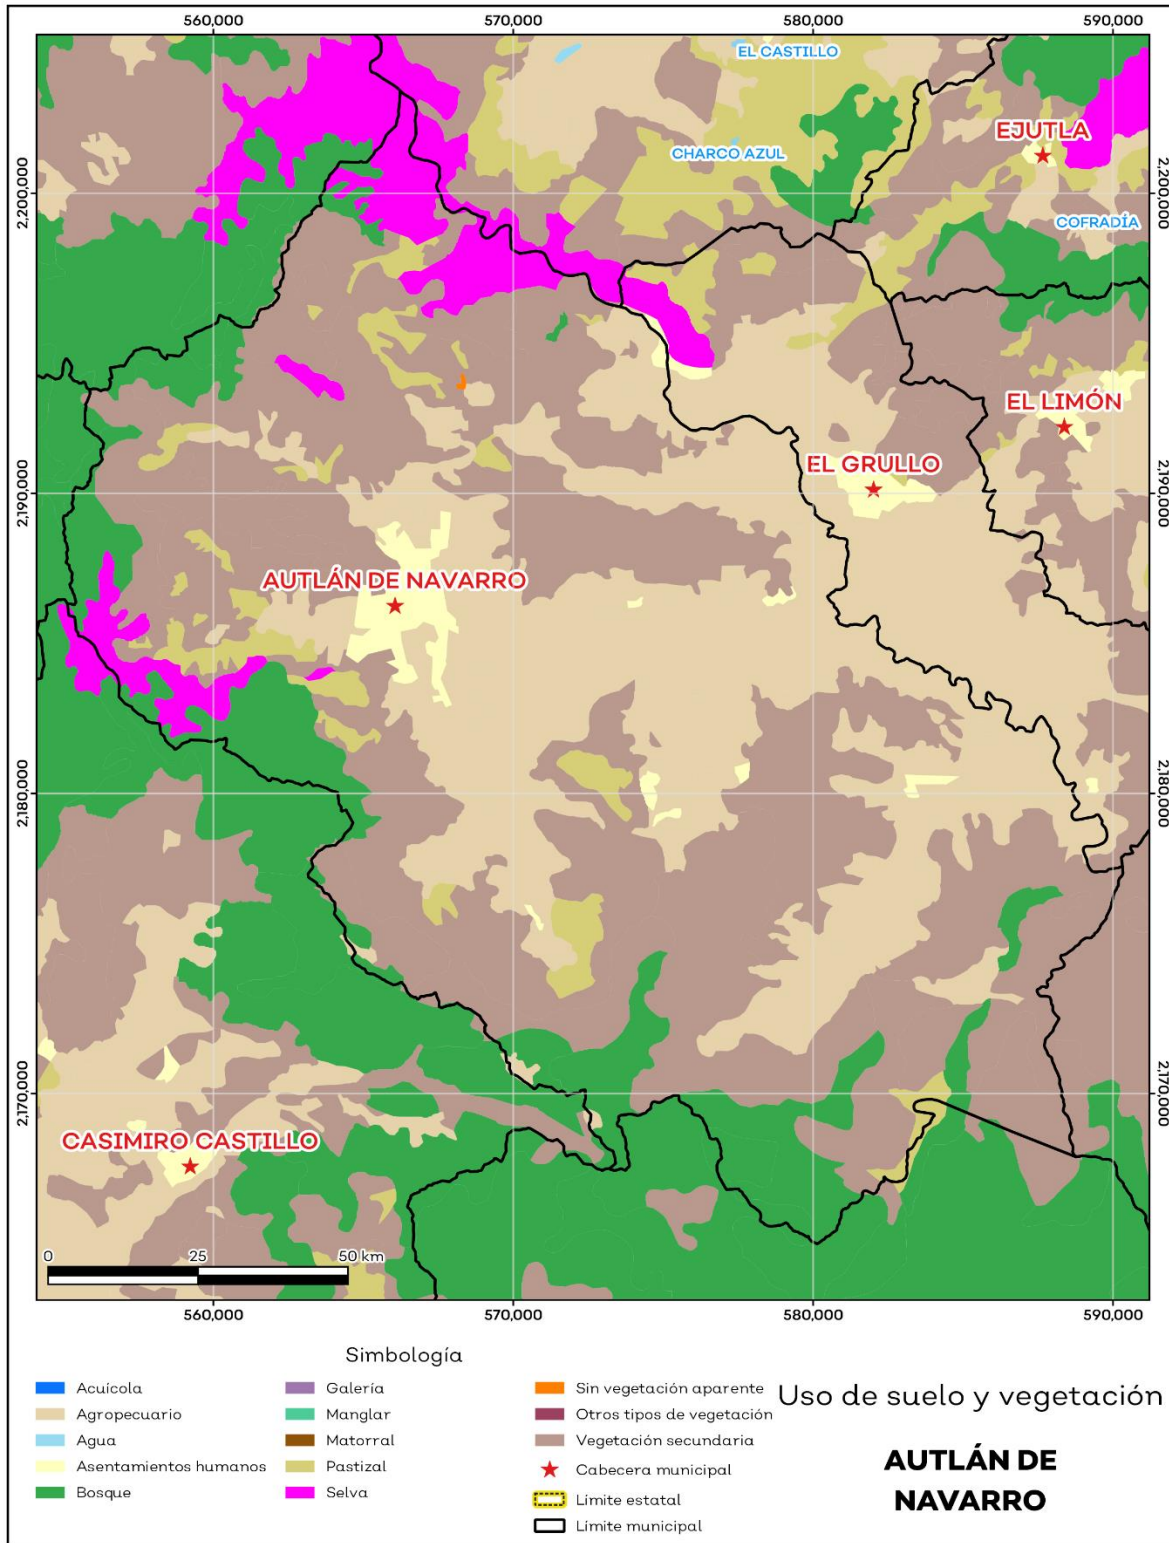 560,000
570,000
580,000
590,000
EL CASTILLO
EJUTLA
CHARCO AZUL
2,200,000
2,200,000
COFRADÍA
EL LIMÓN
EL GRULLO
2,190,000
2,190,000
AUTLÁN DE NAVARRO
2,180,000
2,180,000
2,170,000
2,170,000
CASIMIRO CASTILLO
0
25
50 km
560,000
570,000
580,000
590,000
Simbología
Acuícola
Agropecuario
Agua
Asentamientos humanos
Bosque
Galería
Manglar
Matorral
Pastizal
Selva
Sin vegetación aparente
Otros tipos de vegetación
Vegetación secundaria
Cabecera municipal
Límite estatal
Límite municipal
Uso de suelo y vegetación
AUTLÁN DE
NAVARRO